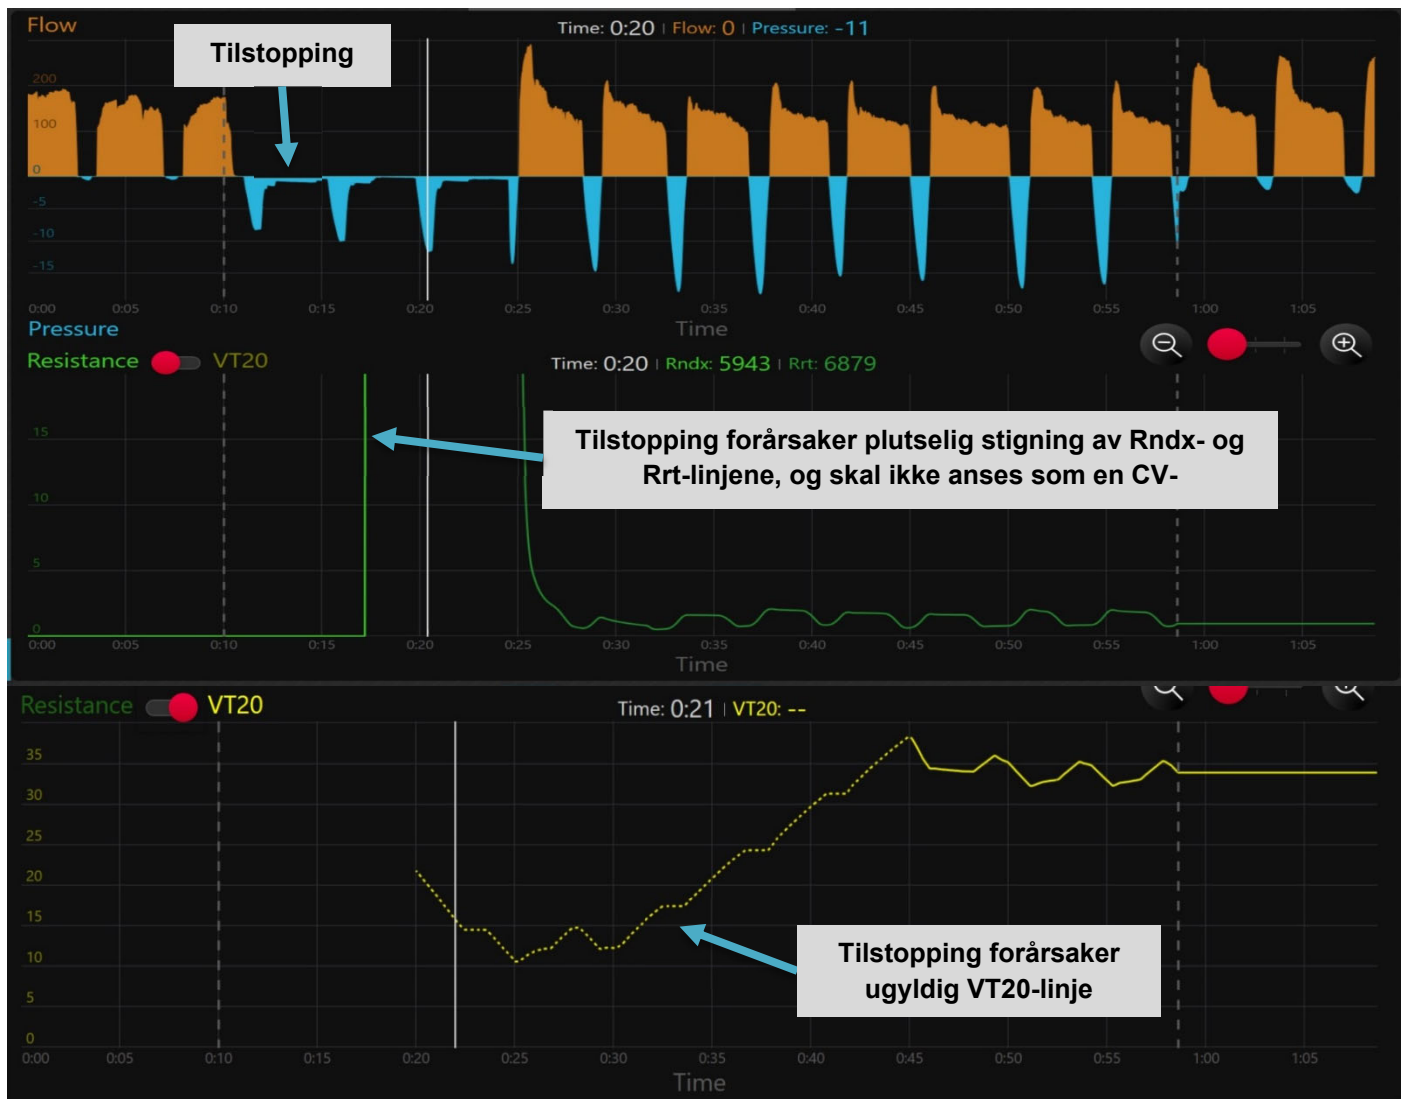 Flow
Time: 0:20 | Flow: 0 | Pressure: -11
Tilstopping
200
100
0
-5
-10
-15
0:00 0:05 0:10 0:15 0:20 0:25 0:30 0:35 0:40 0:45 0:50 0:55 1:00 1:05
Pressure
Time
Resistance VT20
Time: 0:20 | Rndx: 5943 | Rrt: 6879
Tilstopping forårsaker plutselig stigning av Rndx- og
Rrt-linjene, og skal ikke anses som en CV-
15
10
5
0
0:00 0:05 0:10 0:15 0:20 0:25 0:30 0:35 0:40 0:45 0:50 0:55 1:00 1:05
Time
Resistance VT20
Time: 0:21 | VT20: --
35
30
25
20
15
10
5
0
Tilstopping forårsaker
ugyldig VT20-linje
0:00 0:05 0:10 0:15 0:20 0:25 0:30 0:35 0:40 0:45 0:50 0:55 1:00 1:05
Time